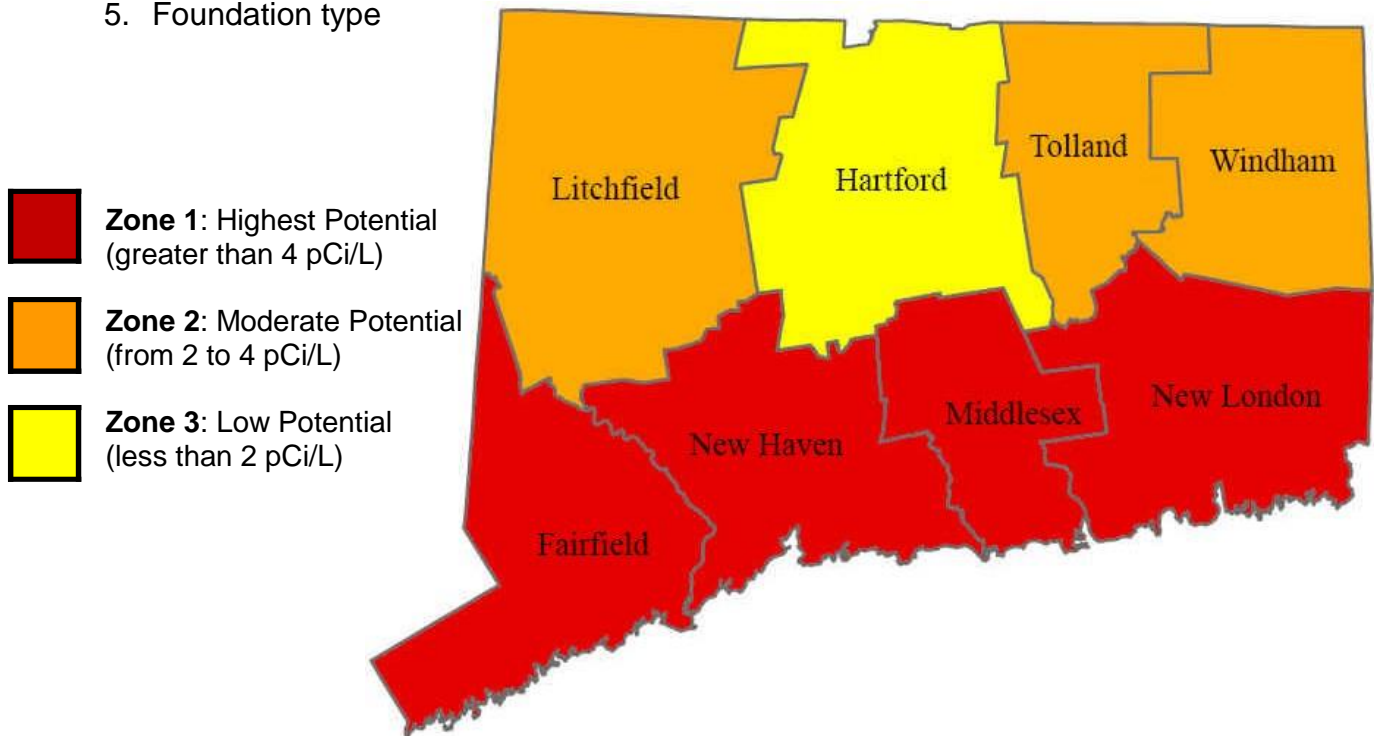 5. Foundation type
Zone 1: Highest Potential
(greater than 4 pCi/L)
Zone 2: Moderate Potential
(from 2 to 4 pCi/L)
Zone 3: Low Potential
(less than 2 pCi/L)
Litchfield
Hartford
Tolland
Windham
Fairfield
New Haven
Middlesex
New London